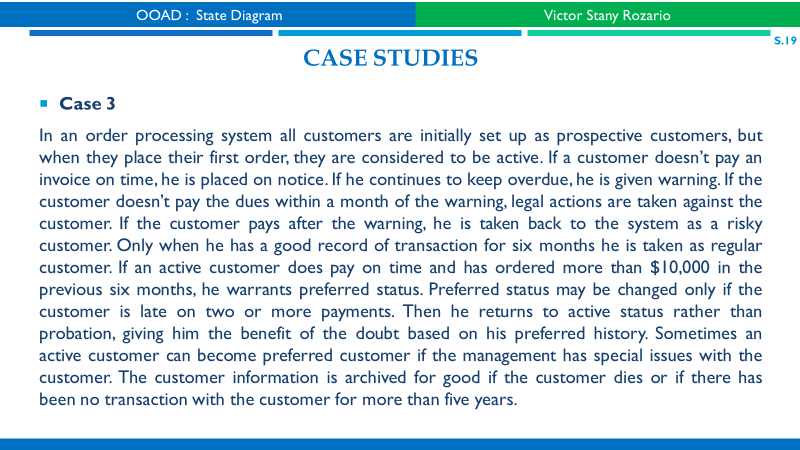 OOAD : State Diagram
Victor Stany Rozario
S.19
CASE STUDIES
Case 3
In an order processing system all customers are initially set up as prospective customers, but
when they place their first order, they are considered to be active. If a customer doesn't pay an
invoice on time, he is placed on notice. If he continues to keep overdue, he is given warning. If the
customer doesn't pay the dues within a month of the warning, legal actions are taken against the
customer. If the customer pays after the warning, he is taken back to the system as a risky
customer. Only when he has a good record of transaction for six months he is taken as regular
customer. If an active customer does pay on time and has ordered more than $10,000 in the
previous six months, he warrants preferred status. Preferred status may be changed only if the
customer is late on two or more payments. Then he returns to active status rather than
probation, giving him the benefit of the doubt based on his preferred history. Sometimes an
active customer can become preferred customer if the management has special issues with the
customer. The customer information is archived for good if the customer dies or if there has
been no transaction with the customer for more than five years.